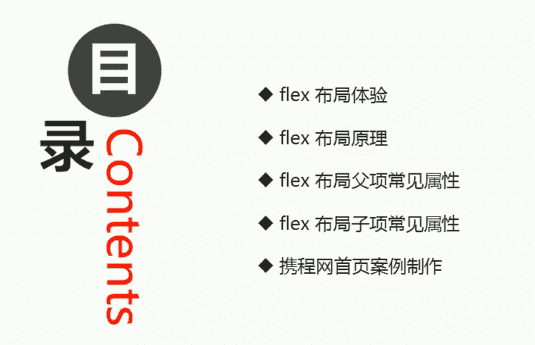 目录
Contents
◆ flex 布局体验
◆ flex 布局原理
◆ flex 布局父项常见属性
◆ flex 布局子项常见属性
◆ 携程网首页案例制作